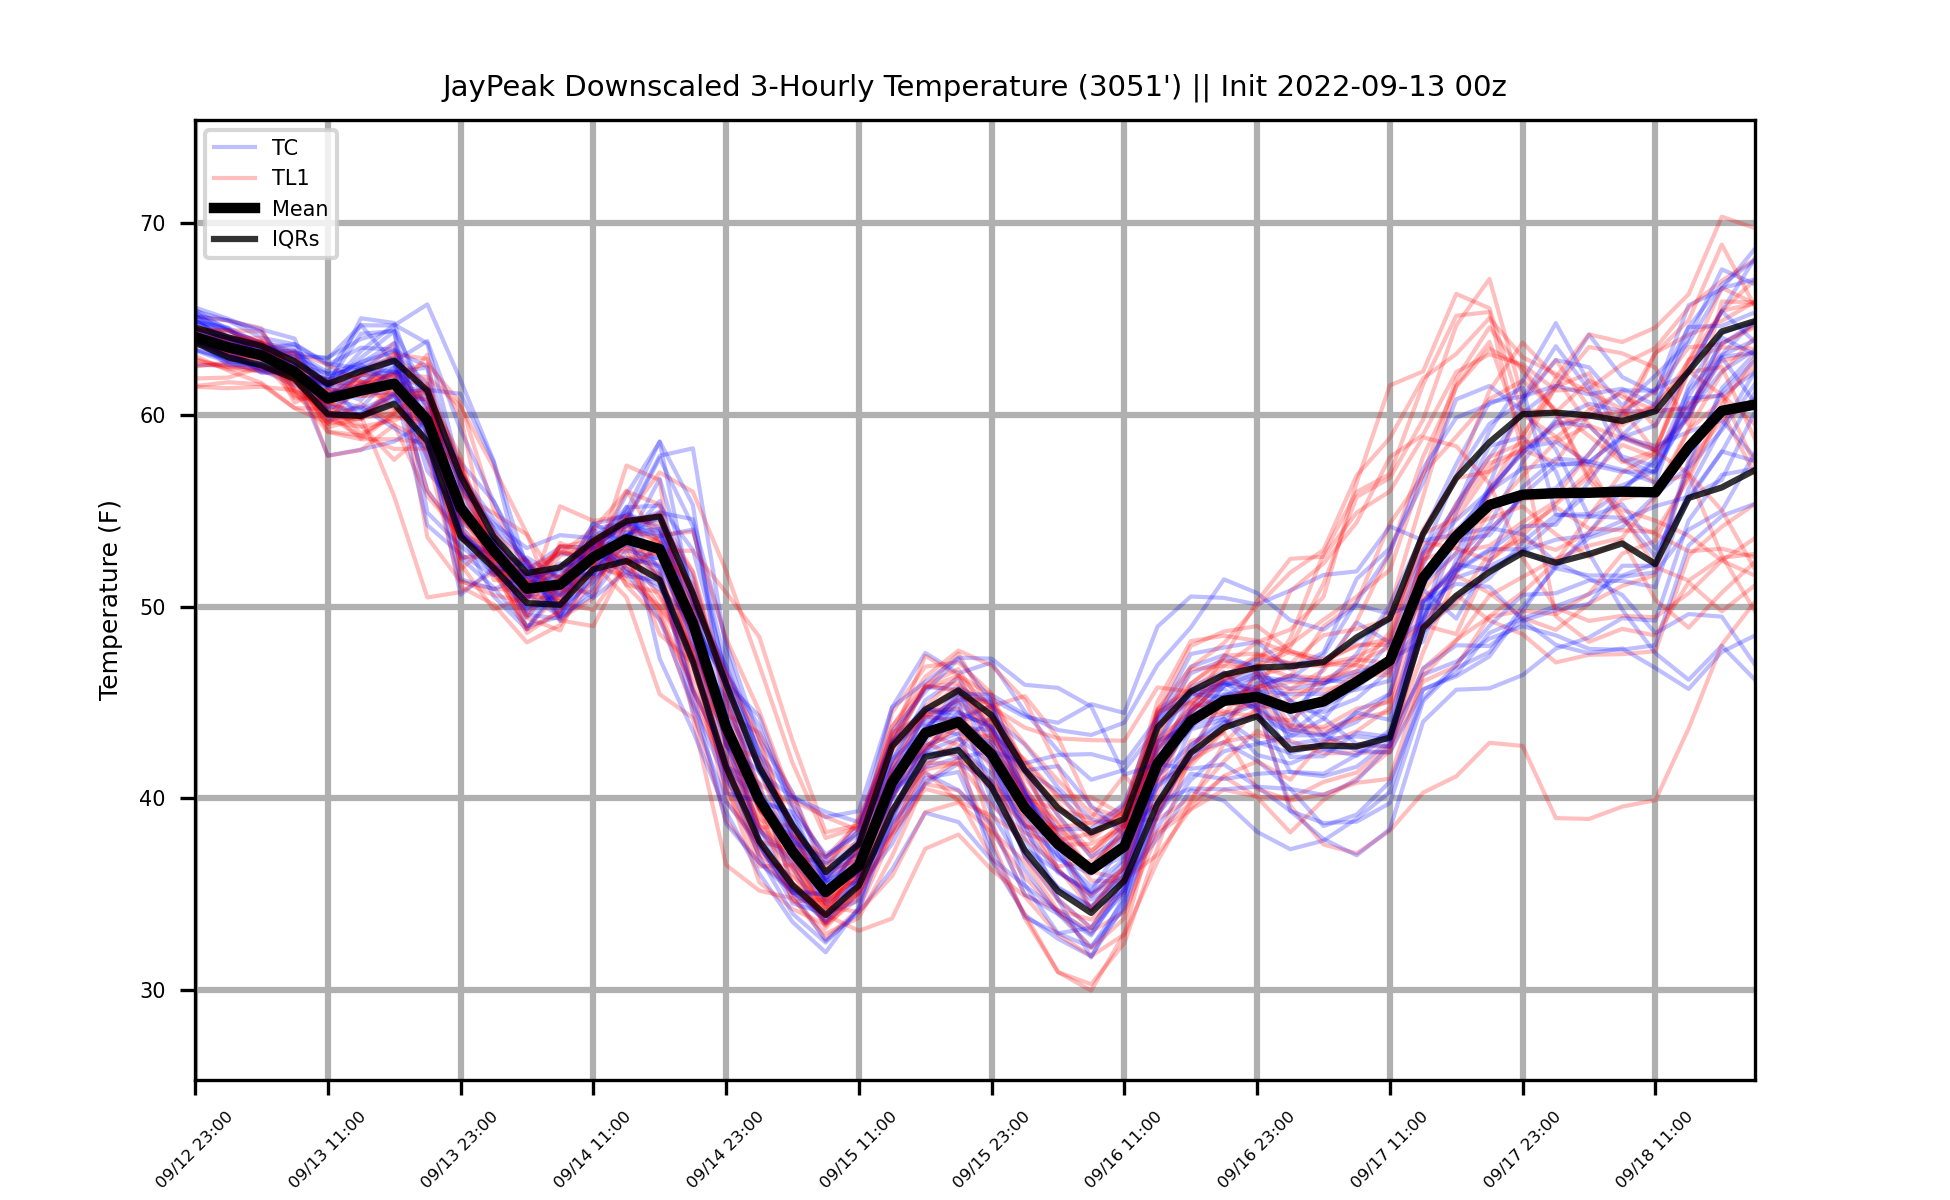 JayPeak Downscaled 3-Hourly Temperature (3051') || Init 2022-09-13 00z
TC
TL1
Mean
IQRs
Temperature (F)
70
60
50
40
30
09/12 23:00
09/13 11:00
09/13 23:00
09/14 11:00
09/14 23:00
09/15 11:00
09/15 23:00
09/16 11:00
09/16 23:00
09/17 11:00
09/17 23:00
09/18 11:00